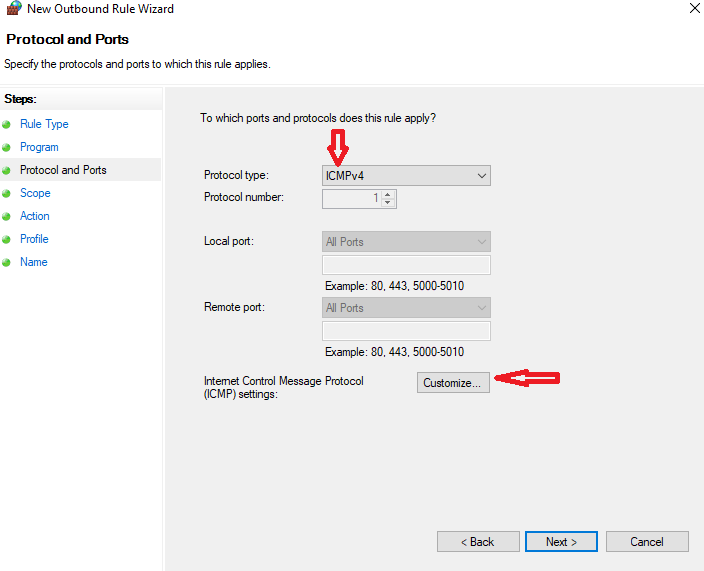 New Outbound Rule Wizard
Protocol and Ports
Specify the protocols and ports to which this rule applies.
Steps:
Rule Type
Program
Protocol and Ports
Scope
Action
Profile
Name
To which ports and protocols does this rule apply?
Protocol type: ICMPv4
Protocol number: 1
Local port: All Ports
Example: 80, 443, 5000-5010
Remote port: All Ports
Example: 80, 443, 5000-5010
Internet Control Message Protocol
(ICMP) settings:
Customize...
< Back Next > Cancel